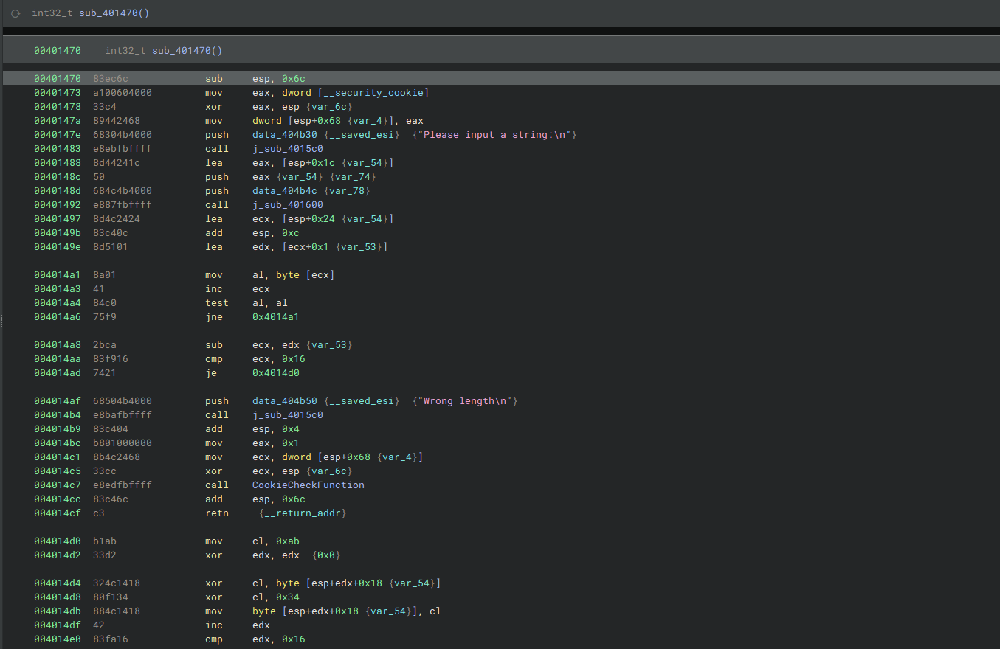 int32_t sub_401470()
00401470 int32_t sub_401470()
00401470 83ec6c sub esp, 0x6c
00401473 a100604000 mov eax, dword [__security_cookie]
00401478 33c4 xor eax, esp {var_6c}
0040147a 89442468 mov dword [esp+0x68 {var_4}], eax
0040147e 68304b4000 push data_404b30 {__saved_esi} {"Please input a string:\n"}
00401483 e8ebfbffff call j_sub_4015c0
00401488 8d44241c lea eax, [esp+0x1c {var_54}]
0040148c 50 push eax {var_54} {var_74}
0040148d 684c4b4000 push data_404b4c {var_78}
00401492 e887fbffff call j_sub_401600
00401497 8d4c2424 lea ecx, [esp+0x24 {var_54}]
0040149b 83c40c add esp, 0xc
0040149e 8d5101 lea edx, [ecx+0x1 {var_53}]
004014a1 8a01 mov al, byte [ecx]
004014a3 41 inc ecx
004014a4 84c0 test al, al
004014a6 75f9 jne 0x4014a1
004014a8 2bca sub ecx, edx {var_53}
004014aa 83f916 cmp ecx, 0x16
004014ad 7421 je 0x4014d0
004014af 68504b4000 push data_404b50 {__saved_esi} {"Wrong length\n"}
004014b4 e8bafbffff call j_sub_4015c0
004014b9 83c404 add esp, 0x4
004014bc b801000000 mov eax, 0x1
004014c1 8b4c2468 mov ecx, dword [esp+0x68 {var_4}]
004014c5 33cc xor ecx, esp {var_6c}
004014c7 e8edfbffff call CookieCheckFunction
004014cc 83c46c add esp, 0x6c
004014cf c3 retn {__return_addr}
004014d0 b1ab mov cl, 0xab
004014d2 33d2 xor edx, edx {0x0}
004014d4 324c1418 xor cl, byte [esp+edx+0x18 {var_54}]
004014d8 80f134 xor cl, 0x34
004014db 884c1418 mov byte [esp+edx+0x18 {var_54}], cl
004014df 42 inc edx
004014e0 83fa16 cmp edx, 0x16